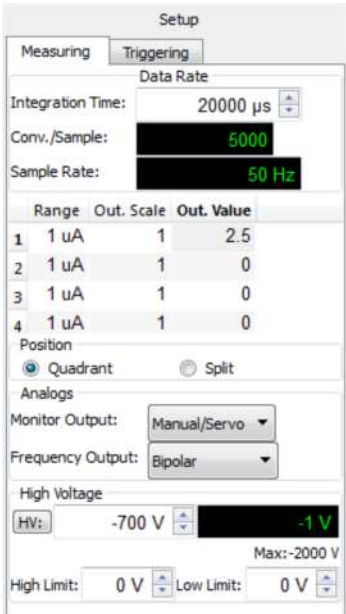 Setup
Measuring Triggering
Data Rate
Integration Time: 20000 µs
Conv./Sample: 5000
Sample Rate: 50 Hz
Range Out. Scale Out. Value
1 1 uA 1 2.5
2 1 uA 1 0
3 1 uA 1 0
4 1 uA 1 0
Position
Quadrant Split
Analogs
Monitor Output: Manual/Servo
Frequency Output: Bipolar
High Voltage
HV: -700 V -1 V
Max:-2000 V
High Limit: 0 V Low Limit: 0 V